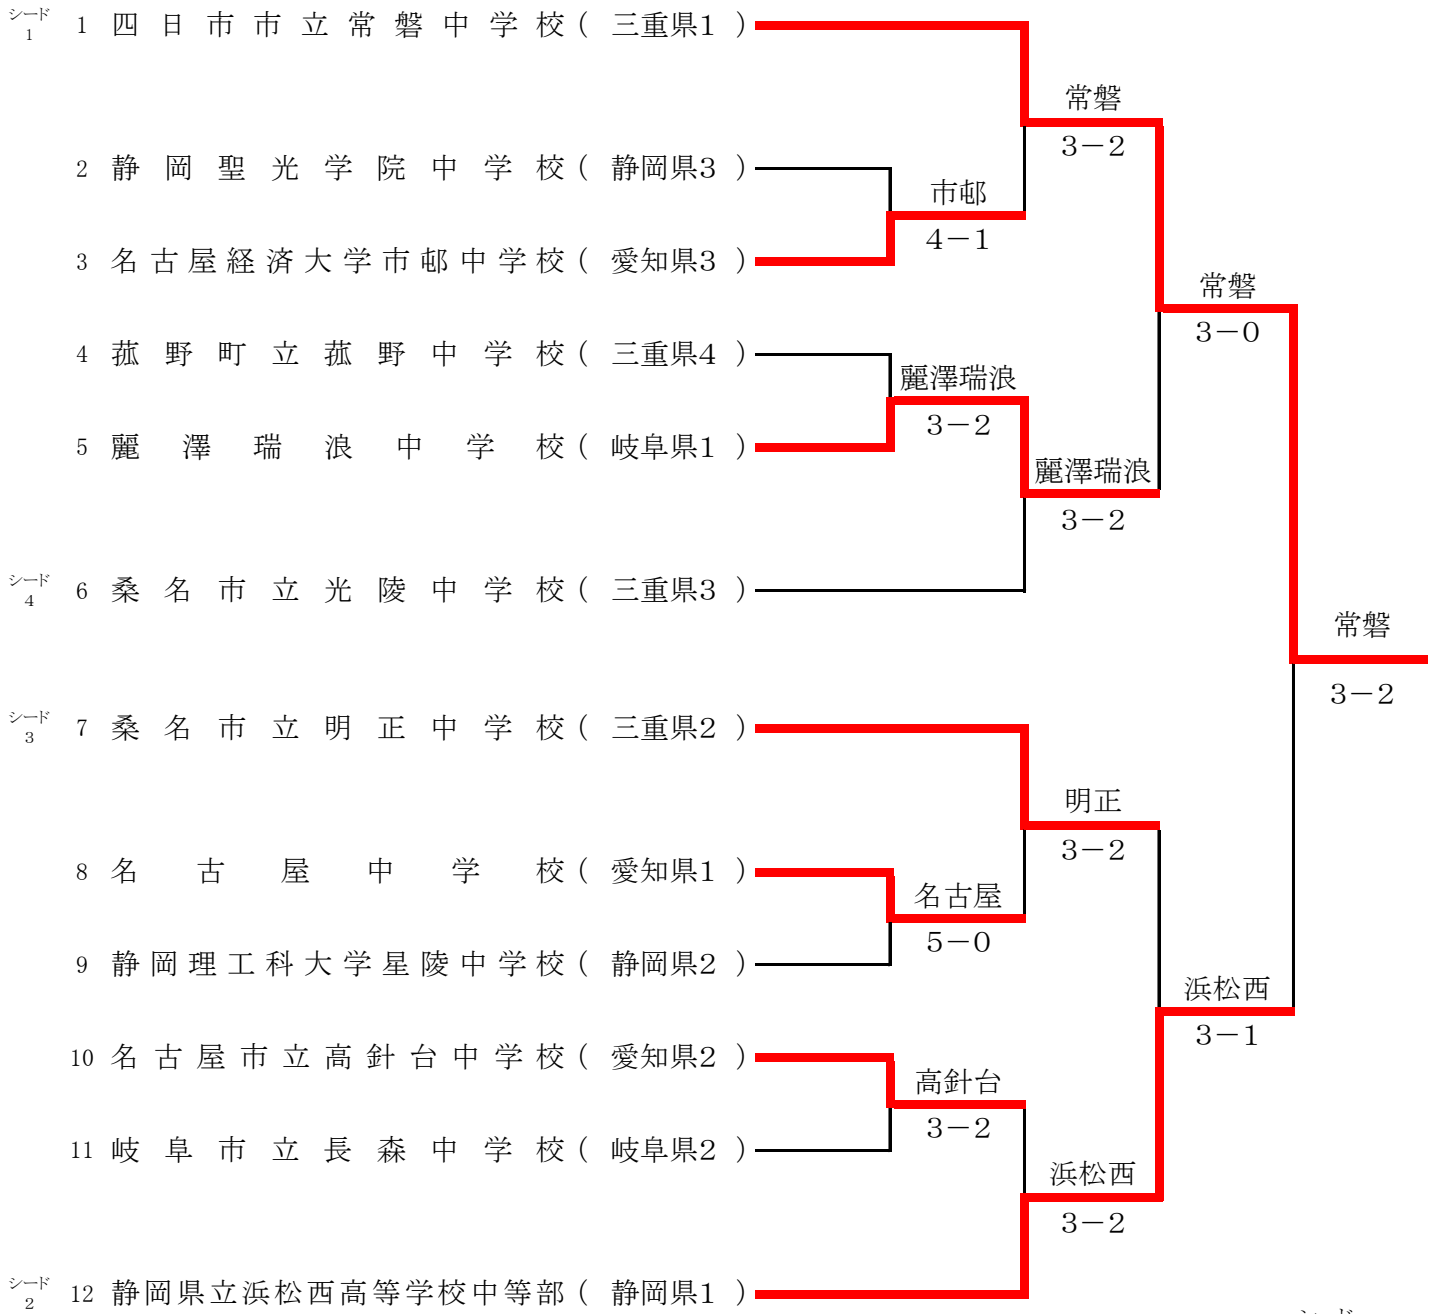 シード
1
1 四日市市立常磐中学校（三重県1）
常磐
3－2
2 静岡聖光学院中学校（静岡県3）
市邨
4－1
3 名古屋経済大学市邨中学校（愛知県3）
常磐
3－0
4 菰野町立菰野中学校（三重県4）
麗澤瑞浪
3－2
5 麗澤瑞浪中学校（岐阜県1）
麗澤瑞浪
3－2
シード
4
6 桑名市立光陵中学校（三重県3）
常磐
3－2
シード
3
7 桑名市立明正中学校（三重県2）
明正
3－2
8 名古屋中学校（愛知県1）
名古屋
5－0
9 静岡理工科大学星陵中学校（静岡県2）
浜松西
3－1
10 名古屋市立高針台中学校（愛知県2）
高針台
3－2
11 岐阜市立長森中学校（岐阜県2）
浜松西
3－2
シード
2
12 静岡県立浜松西高等学校中等部（静岡県1）